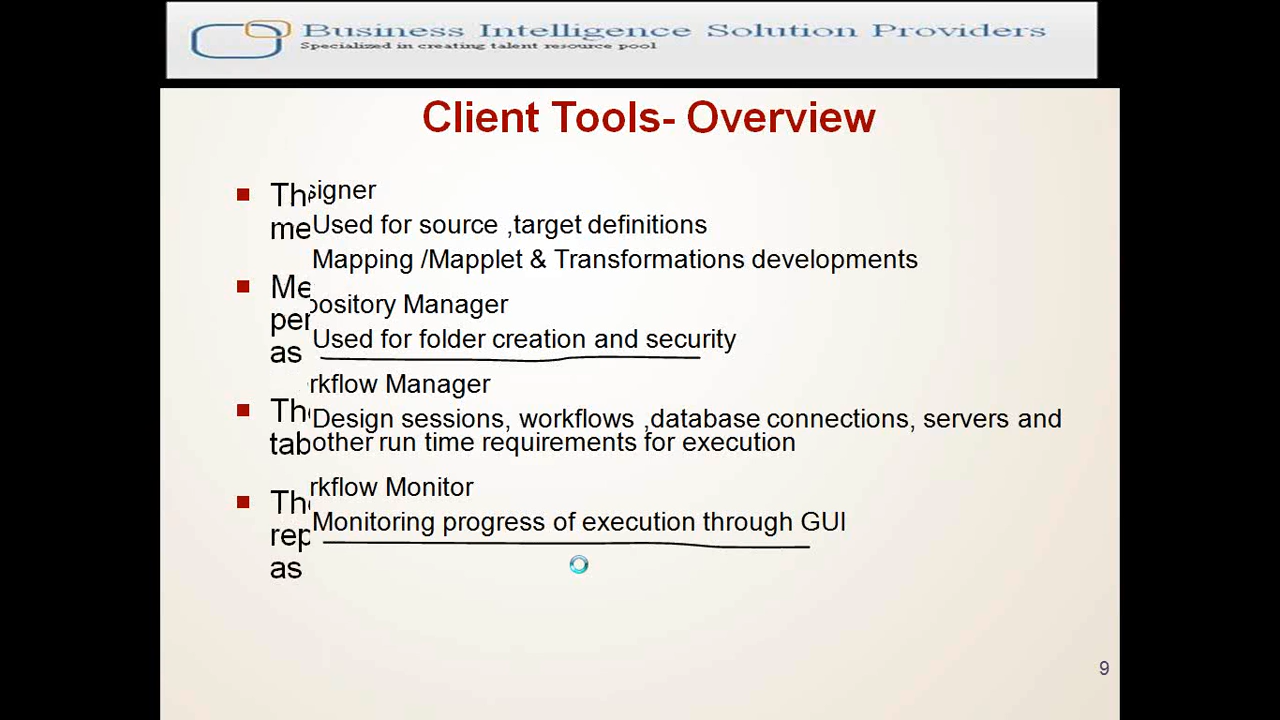 Business Intelligence Solution Providers
Specialized in creating talent resource pool
Client Tools- Overview
Th signer
me Used for source ,target definitions
Mapping /Mapplet & Transformations developments
Me pository Manager
per Used for folder creation and security
as
rkflow Manager
The Design sessions, workflows ,database connections, servers and
tab other run time requirements for execution
The rkflow Monitor
rep Monitoring progress of execution through GUI
as
9